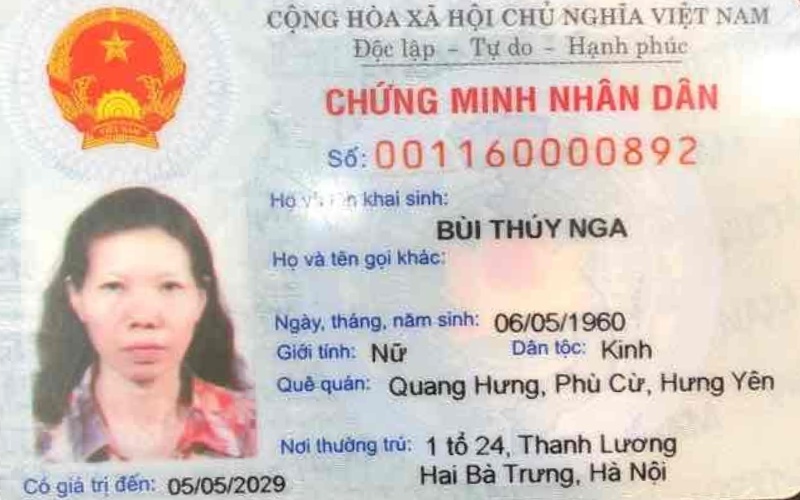 CỘNG HÒA XÃ HỘI CHỦ NGHĨA VIỆT NAM
Độc lập - Tự do - Hạnh phúc
CHỨNG MINH NHÂN DÂN
Số: 001160000892
Họ và tên khai sinh:
BÙI THÚY NGA
Họ và tên gọi khác:
Ngày, tháng, năm sinh: 06/05/1960
Giới tính: Nữ Dân tộc: Kinh
Quê quán: Quang Hưng, Phù Cừ, Hưng Yên
Nơi thường trú: 1 tổ 24, Thanh Lương
Hai Bà Trưng, Hà Nội
Có giá trị đến: 05/05/2029